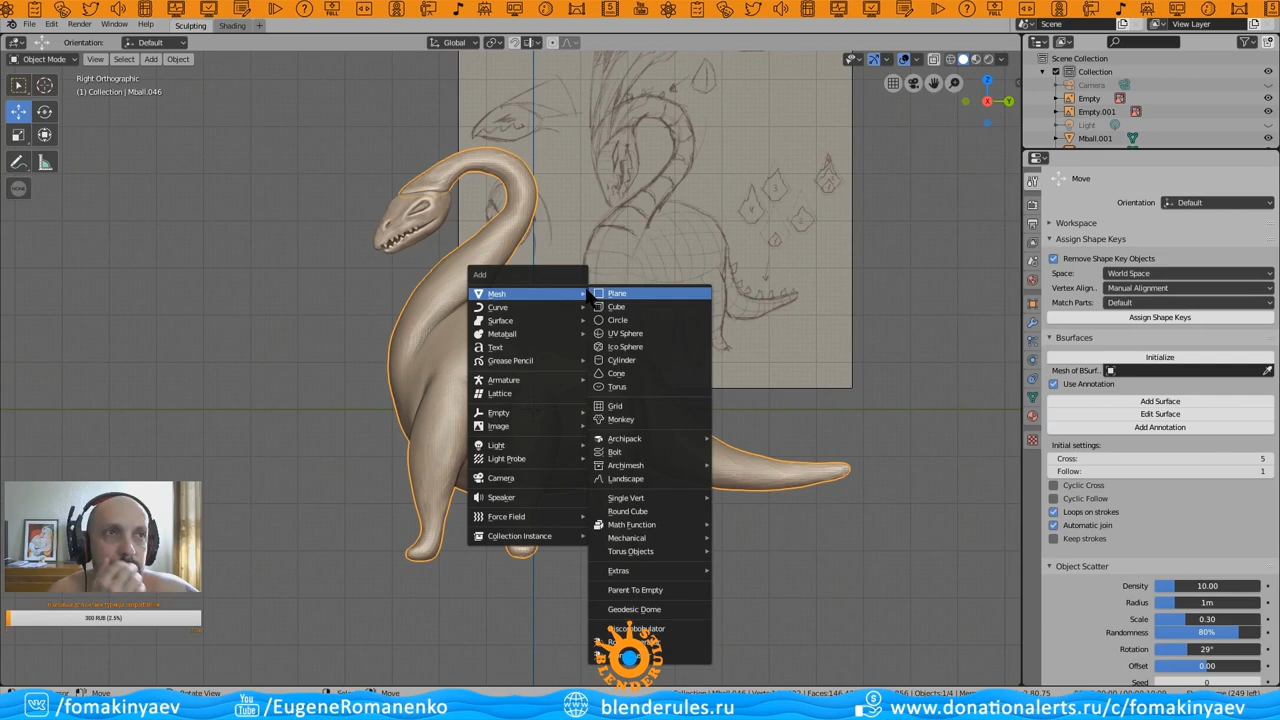 File
Edit
Render
Window
Help
Sculpting
Shading
Scene
View Layer
Orientation:
Default
Global
Object Mode
View
Select
Add
Object
Right Orthographic
(1) Collection | Mball.046
Scene Collection
Collection
Camera
Empty
Empty.001
Light
Mball.001
Move
Orientation
Default
Workspace
Assign Shape Keys
Remove Shape Key Objects
Space:
World Space
Vertex Align..
Manual Alignment
Match Parts:
Default
Assign Shape Keys
Bsurfaces
Initialize
Mesh of BSurf..
Use Annotation
Add Surface
Edit Surface
Add Annotation
Initial settings:
Cross:
5
Follow:
1
Cyclic Cross
Cyclic Follow
Loops on strokes
Automatic join
Keep strokes
Object Scatter
Density
10.00
Radius
1m
Scale
0.30
Randomness
80%
Rotation
29°
Offset
0.00
Seed
0
Add
Mesh
Curve
Surface
Metaball
Text
Grease Pencil
Armature
Lattice
Empty
Image
Light
Light Probe
Camera
Speaker
Force Field
Collection Instance
Plane
Cube
Circle
UV Sphere
Ico Sphere
Cylinder
Cone
Torus
Grid
Monkey
Archipack
Bolt
Archimesh
Landscape
Single Vert
Round Cube
Math Function
Mechanical
Torus Objects
Extras
Parent To Empty
Geodesic Dome
300 RUB (2.5%)
/fomakinyaev
You Tube
/EugeneRomanenko
blenderules.ru
www.donationalerts.ru/c/fomakinyaev